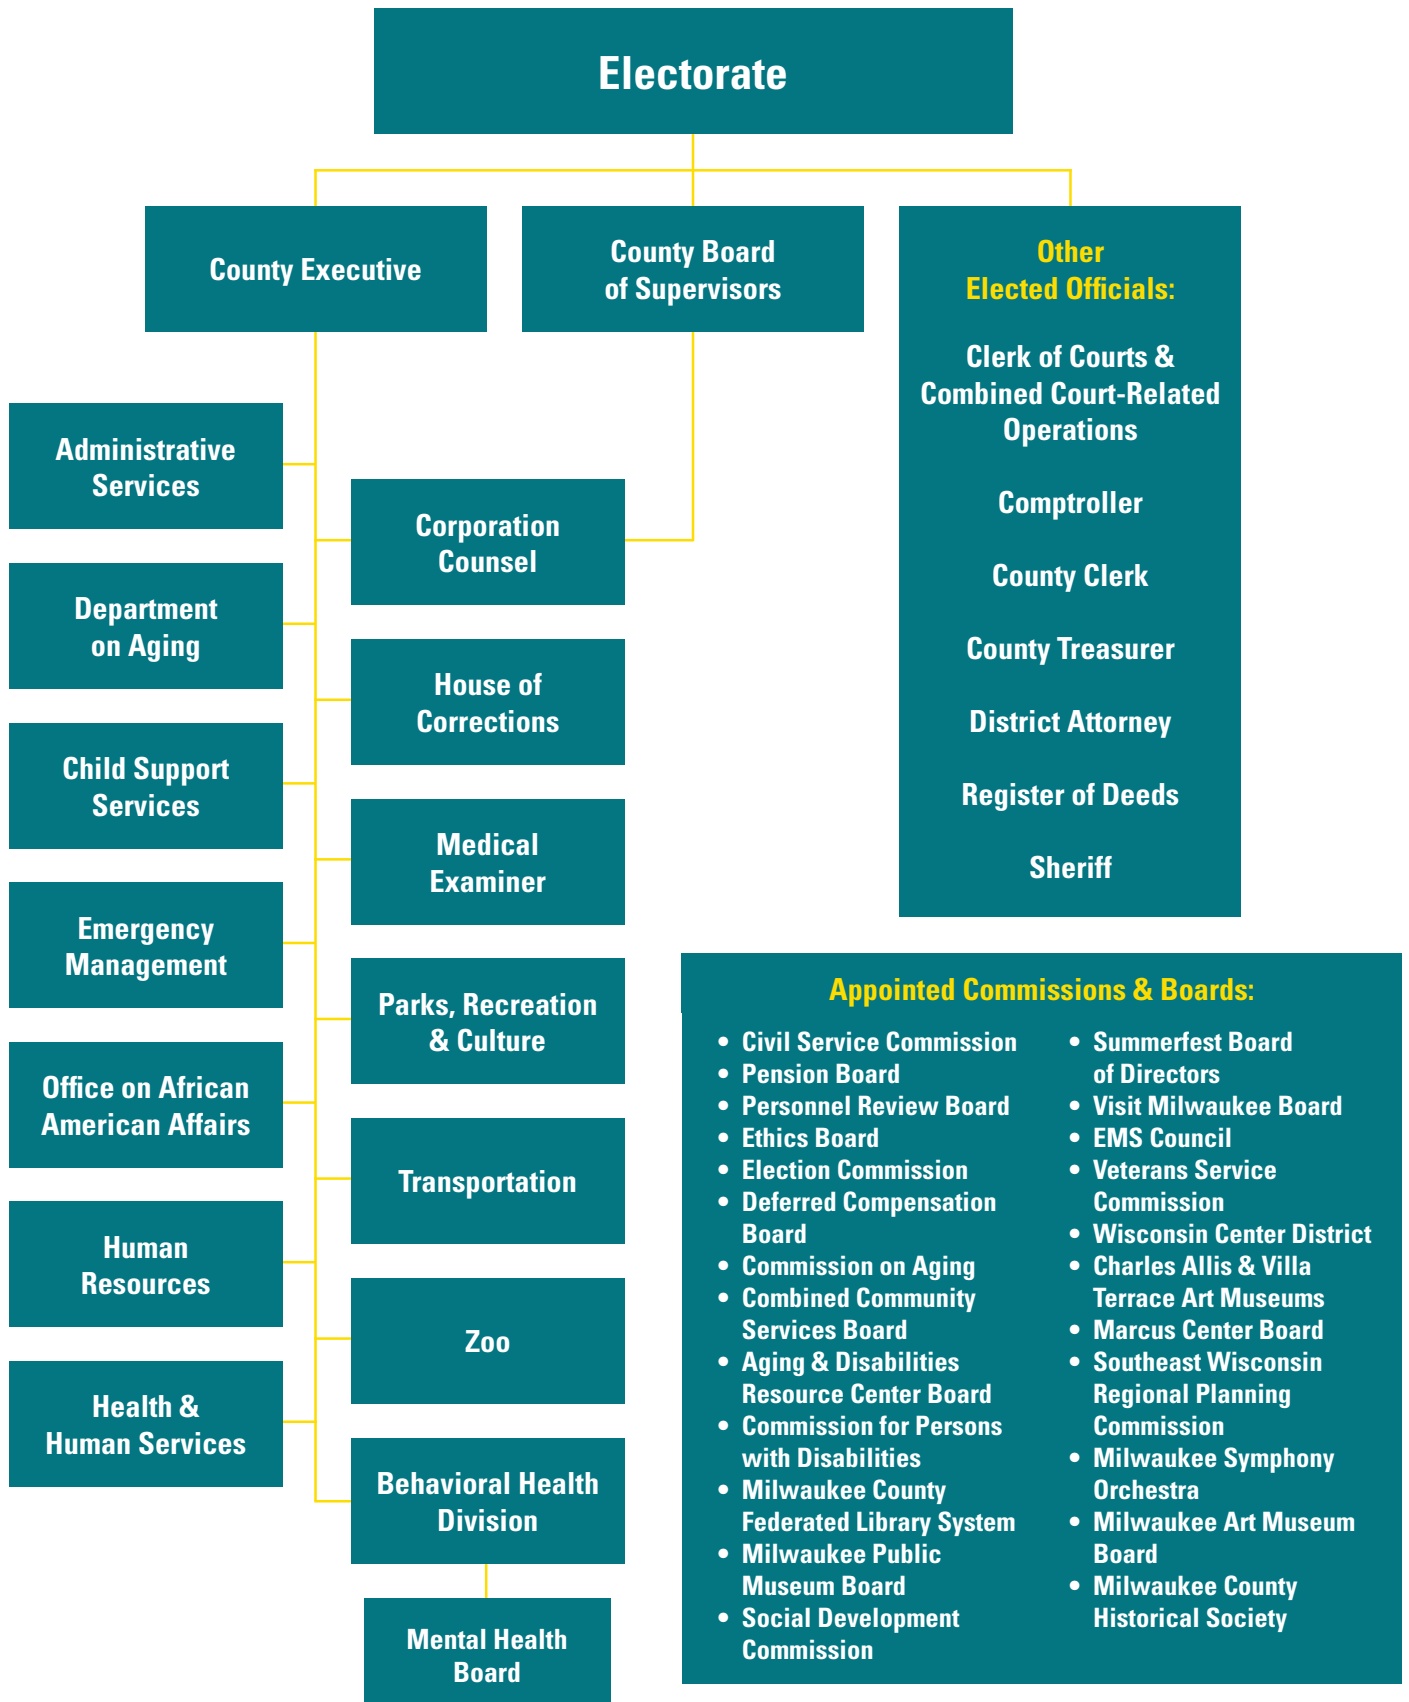 Electorate
County Executive
County Board
of Supervisors
Other
Elected Officials:
Clerk of Courts &
Combined Court-Related
Operations
Comptroller
County Clerk
County Treasurer
District Attorney
Register of Deeds
Sheriff
Administrative
Services
Department
on Aging
Child Support
Services
Emergency
Management
Office on African
American Affairs
Human
Resources
Health &
Human Services
Corporation
Counsel
House of
Corrections
Medical
Examiner
Parks, Recreation
& Culture
Transportation
Zoo
Behavioral Health
Division
Mental Health
Board
Appointed Commissions & Boards:
• Civil Service Commission
• Pension Board
• Personnel Review Board
• Ethics Board
• Election Commission
• Deferred Compensation
Board
• Commission on Aging
• Combined Community
Services Board
• Aging & Disabilities
Resource Center Board
• Commission for Persons
with Disabilities
• Milwaukee County
Federated Library System
• Milwaukee Public
Museum Board
• Social Development
Commission
• Summerfest Board
of Directors
• Visit Milwaukee Board
• EMS Council
• Veterans Service
Commission
• Wisconsin Center District
• Charles Allis & Villa
Terrace Art Museums
• Marcus Center Board
• Southeast Wisconsin
Regional Planning
Commission
• Milwaukee Symphony
Orchestra
• Milwaukee Art Museum
Board
• Milwaukee County
Historical Society